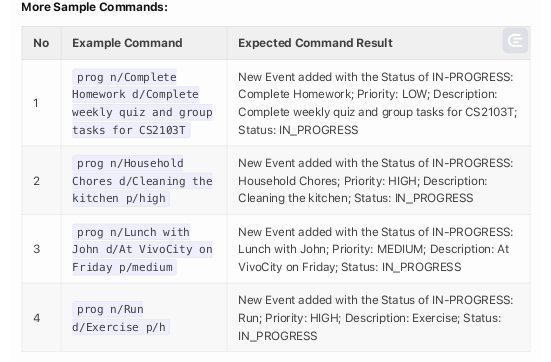 More Sample Commands:
No Example Command Expected Command Result
1
prog n/Complete
Homework d/Complete
weekly quiz and group
tasks for CS2103T
New Event added with the Status of IN-PROGRESS:
Complete Homework; Priority: LOW; Description:
Complete weekly quiz and group tasks for CS2103T;
Status: IN_PROGRESS
2
prog n/Household
Chores d/Cleaning the
kitchen p/high
New Event added with the Status of IN-PROGRESS:
Household Chores; Priority: HIGH; Description:
Cleaning the kitchen; Status: IN_PROGRESS
3
prog n/Lunch with
John d/At VivoCity on
Friday p/medium
New Event added with the Status of IN-PROGRESS:
Lunch with John; Priority: MEDIUM; Description: At
VivoCity on Friday; Status: IN_PROGRESS
4
prog n/Run
d/Exercise p/h
New Event added with the Status of IN-PROGRESS:
Run; Priority: HIGH; Description: Exercise; Status:
IN_PROGRESS